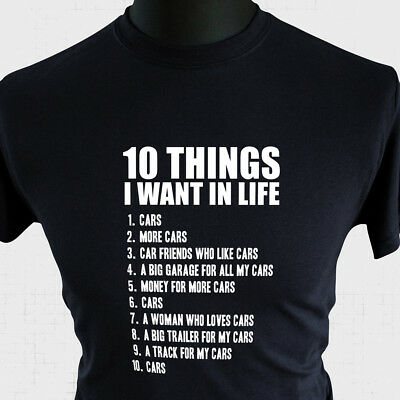 10 THINGS
I WANT IN LIFE
1. CARS
2. MORE CARS
3. CAR FRIENDS WHO LIKE CARS
4. A BIG GARAGE FOR ALL MY CARS
5. MONEY FOR MORE CARS
6. CARS
7. A WOMAN WHO LOVES CARS
8. A BIG TRAILER FOR MY CARS
9. A TRACK FOR MY CARS
10. CARS